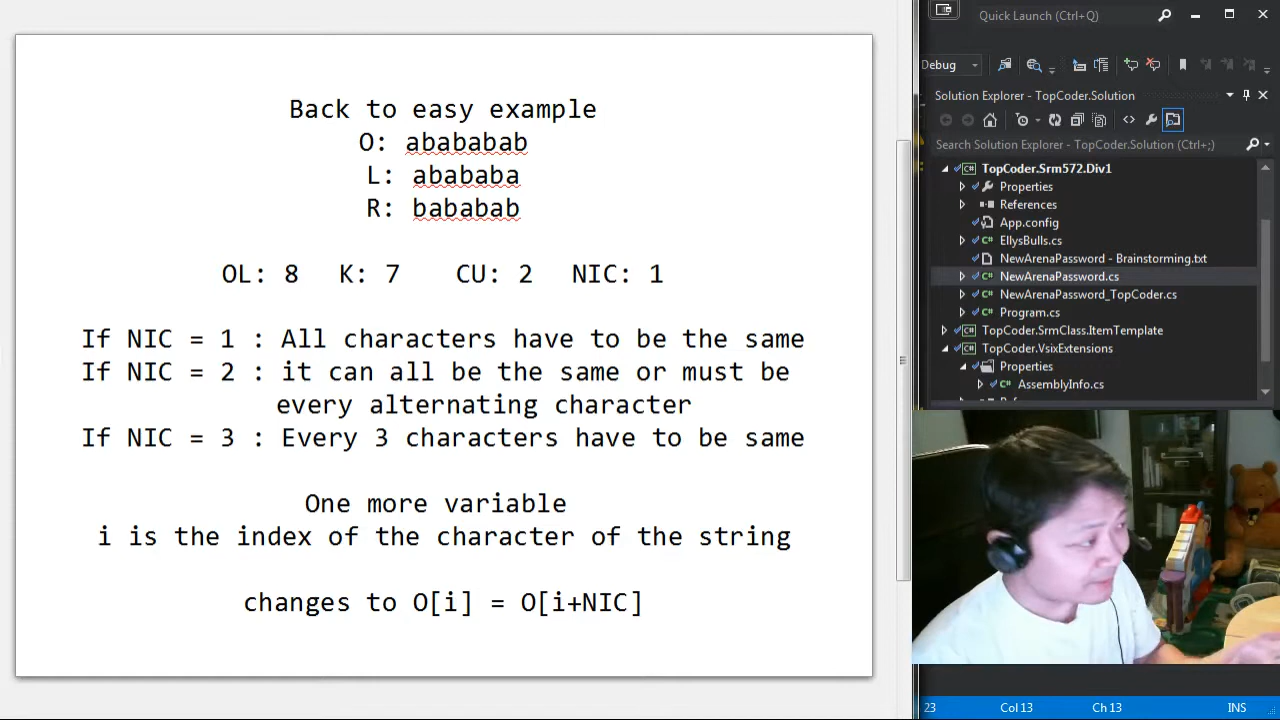 Back to easy example
O: abababab
L: abababa
R: bababab
OL: 8 K: 7 CU: 2 NIC: 1
If NIC = 1 : All characters have to be the same
If NIC = 2 : it can all be the same or must be
every alternating character
If NIC = 3 : Every 3 characters have to be same
One more variable
i is the index of the character of the string
changes to O[i] = O[i+NIC]
Quick Launch (Ctrl+Q)
Debug
Solution Explorer - TopCoder.Solution
Search Solution Explorer - TopCoder.Solution (Ctrl+;)
TopCoder.Srm572.Div1
Properties
References
App.config
EllysBulls.cs
NewArenaPassword - Brainstorming.txt
NewArenaPassword.cs
NewArenaPassword_TopCoder.cs
Program.cs
TopCoder.SrmClass.ItemTemplate
TopCoder.VsixExtensions
Properties
AssemblyInfo.cs
23 Col 13 Ch 13 INS